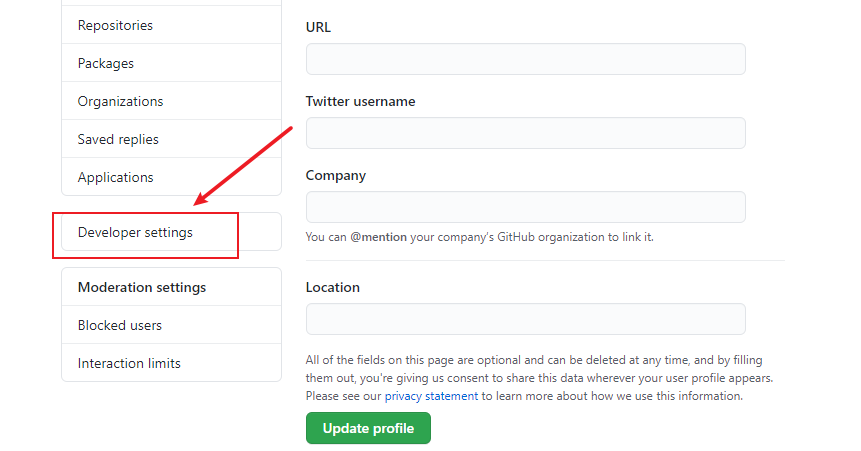 Repositories
Packages
Organizations
Saved replies
Applications
Developer settings
Moderation settings
Blocked users
Interaction limits
URL
Twitter username
Company
You can @mention your company's GitHub organization to link it.
Location
All of the fields on this page are optional and can be deleted at any time, and by filling
them out, you're giving us consent to share this data wherever your user profile appears.
Please see our privacy statement to learn more about how we use this information.
Update profile